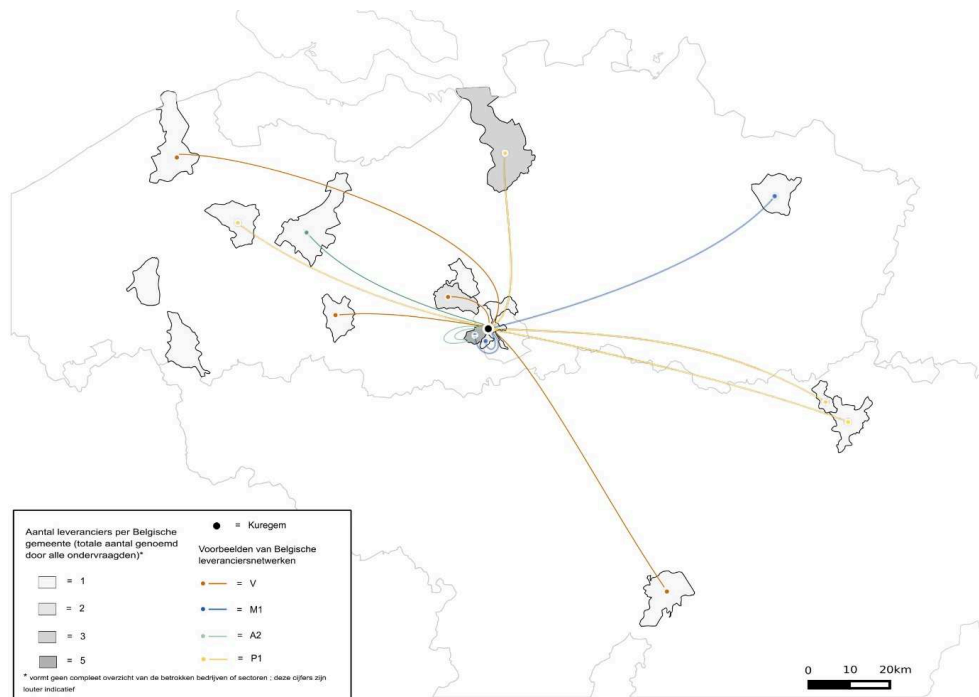 Aantal leveranciers per Belgische
gemeente (totale aantal genoemd
door alle ondervraagden)*
= 1
= 2
= 3
= 5
= Kuregem
Voorbeelden van Belgische
leveranciersnetwerken
= V
= M1
= A2
= P1
* vormt geen compleet overzicht van de betrokken bedrijven of sectoren ; deze cijfers zijn
louter indicatief
0 10 20km